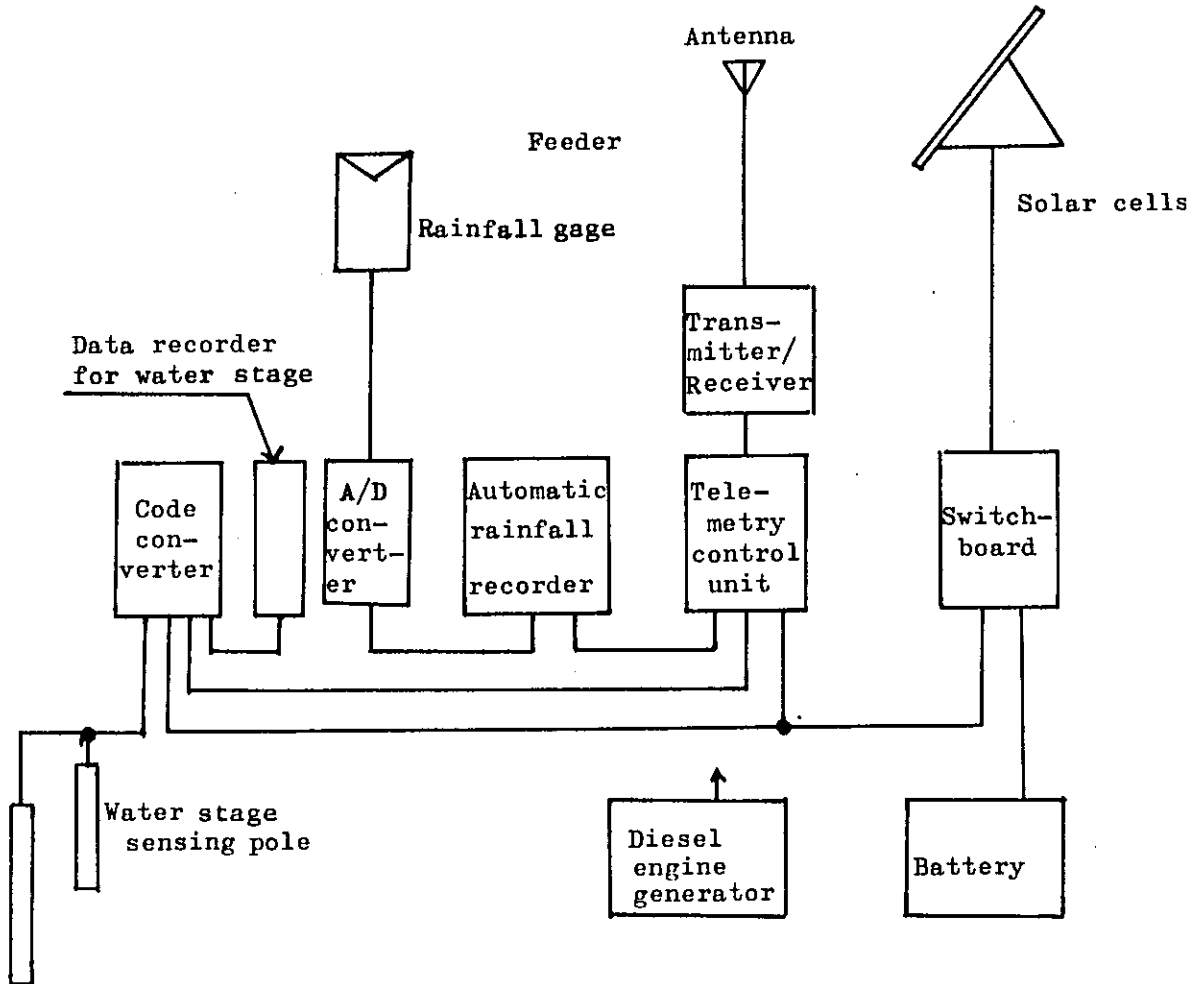 Antenna
Feeder
Solar cells
Rainfall gage
Trans-
mitter/
Receiver
Data recorder
for water stage
Code
con-
verter
A/D
con-
vert-
er
Automatic
rainfall
recorder
Tele-
metry
control
unit
Switch-
board
Water stage
sensing pole
Diesel
engine
generator
Battery